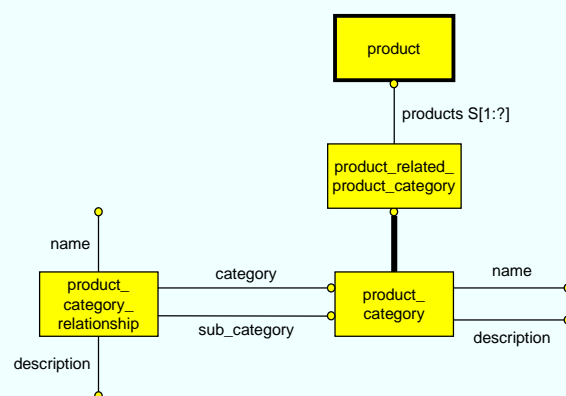 product
products S[1:?]
product_related_
product_category
name
category
name
product_
category_
relationship
product_
category
sub_category
description
description